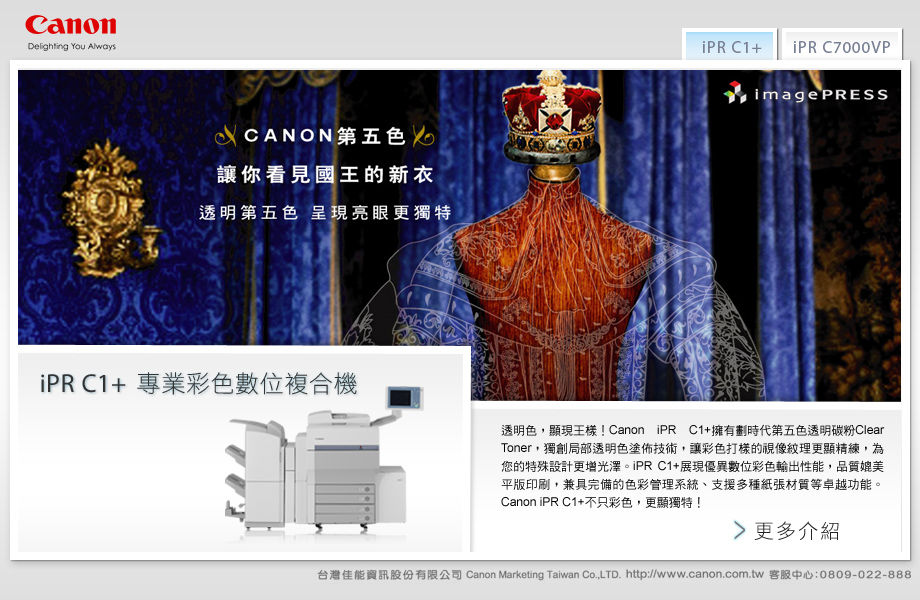 Canon
Delighting You Always
iPR C1+
iPR C7000VP
imagePRESS
CANON第五色
讓你看見國王的新衣
透明第五色 呈現亮眼更獨特
iPR C1+ 專業彩色數位複合機
透明色，顯現王樣！Canon iPR C1+擁有劃時代第五色透明碳粉Clear
Toner，獨創局部透明色塗佈技術，讓彩色打樣的視像紋理更顯精練，為
您的特殊設計更增光澤。iPR C1+展現優異數位彩色輸出性能，品質媲美
平版印刷，兼具完備的色彩管理系統、支援多種紙張材質等卓越功能。
Canon iPR C1+不只彩色，更顯獨特！
更多介紹
台灣佳能資訊股份有限公司 Canon Marketing Taiwan Co.,LTD. http://www.canon.com.tw 客服中心：0809-022-888